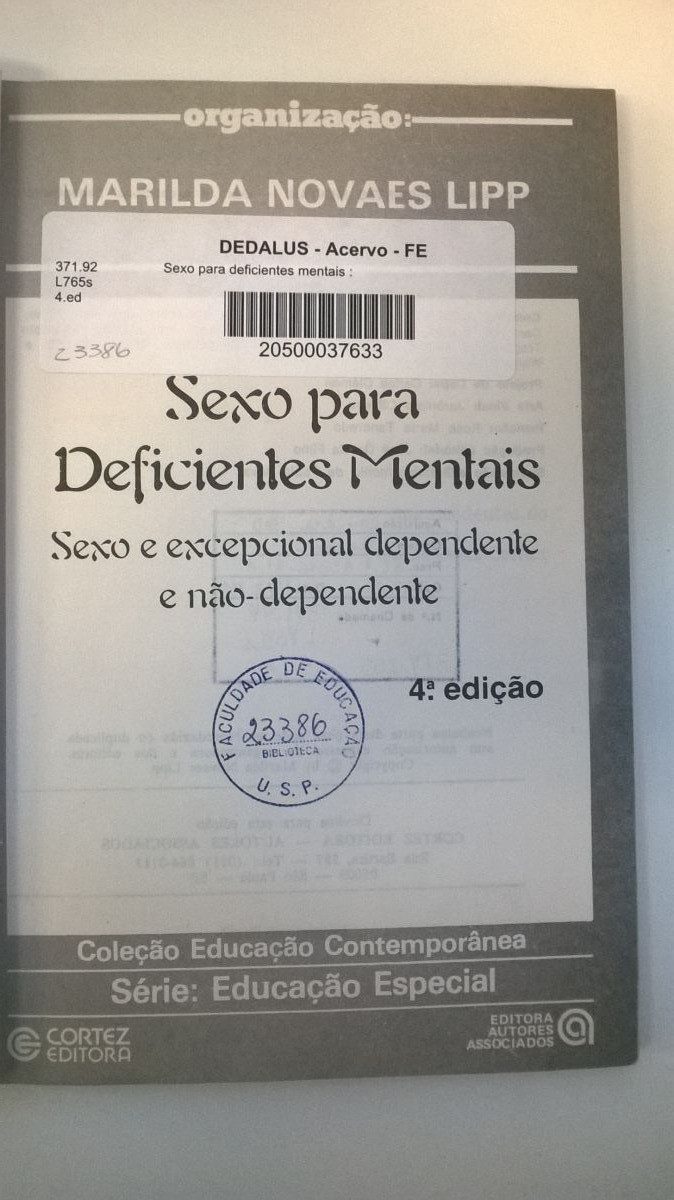 organização:
MARILDA NOVAES LIPP
DEDALUS - Acervo - FE
371.92
L765s
4.ed
Sexo para deficientes mentais :
20500037633
23386
Sexo para
Deficientes Mentais
Sexo e excepcional dependente
e não-dependente
4ª edição
FACULDADE DE EDUCAÇÃO
23386
BIBLIOTECA
U. S. P.
Coleção Educação Contemporânea
Série: Educação Especial
CORTEZ
EDITORA
EDITORA
AUTORES
ASSOCIADOS